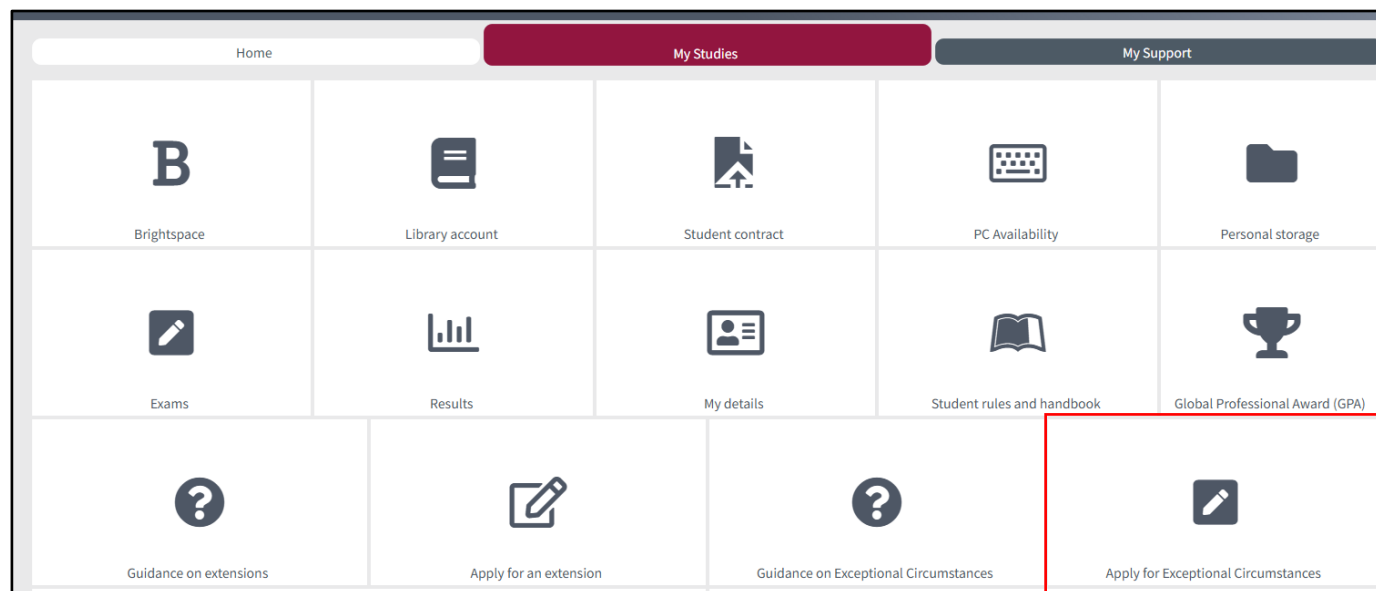 Home
My Studies
My Support
B
Brightspace
Library account
Student contract
PC Availability
Personal storage
Exams
Results
My details
Student rules and handbook
Global Professional Award (GPA)
?
Guidance on extensions
Apply for an extension
?
Guidance on Exceptional Circumstances
Apply for Exceptional Circumstances